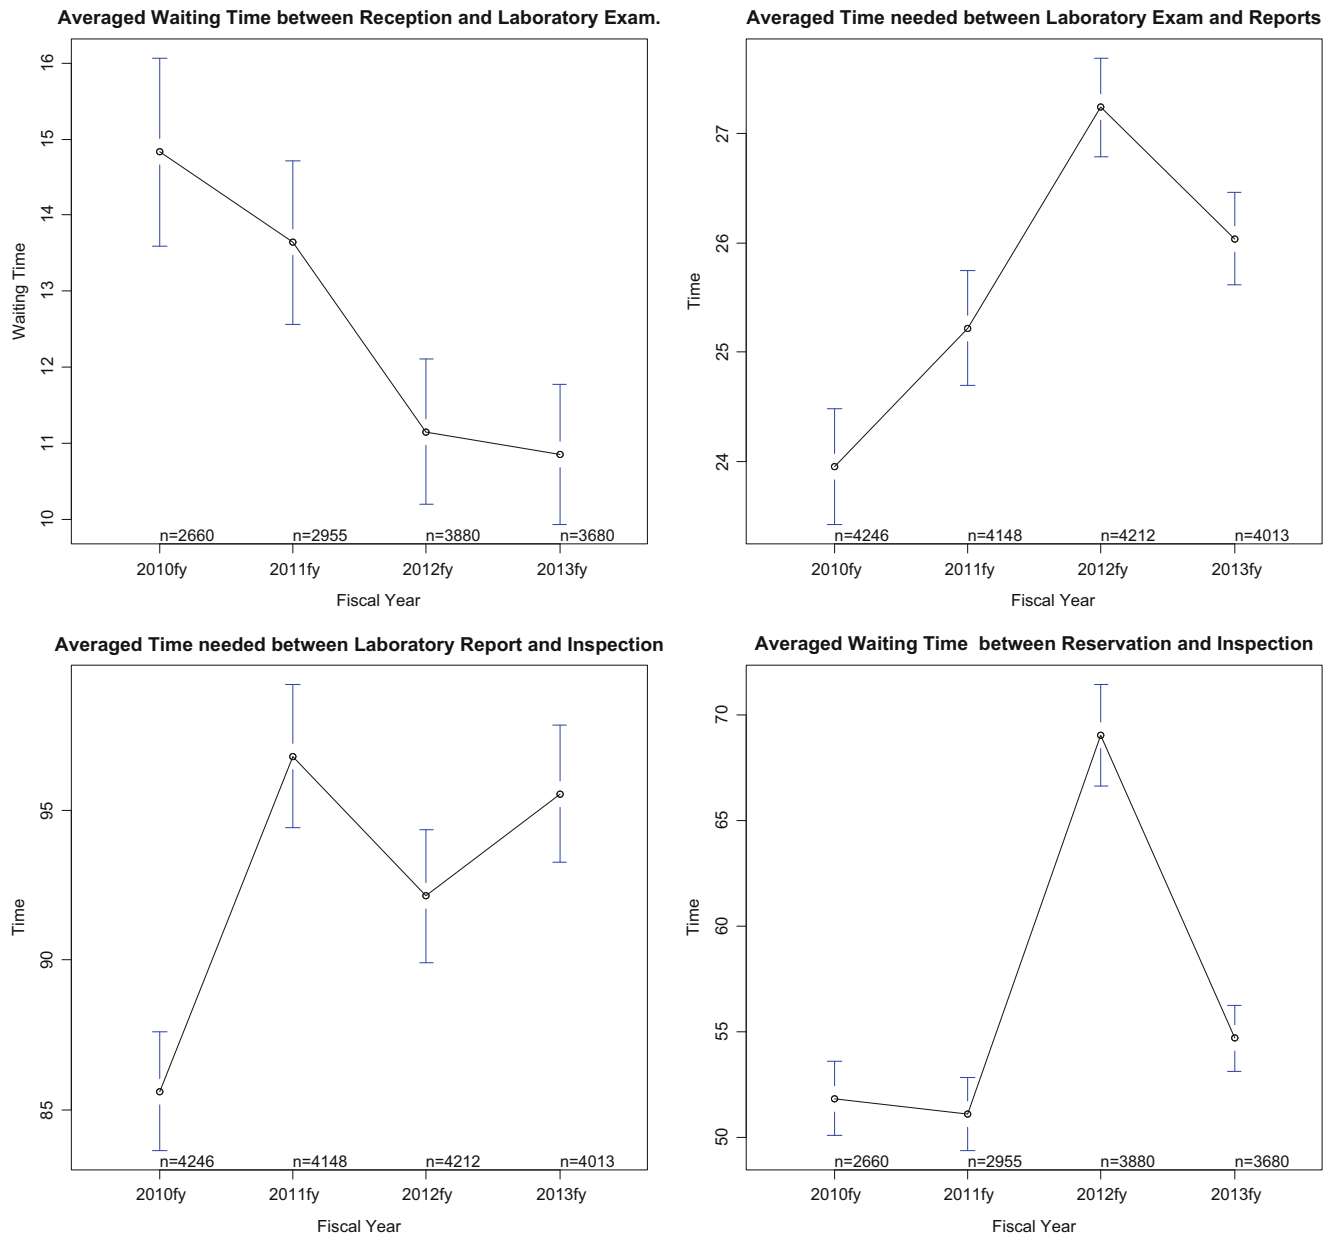 Averaged Waiting Time between Reception and Laboratory Exam.
Waiting Time
16
15
14
13
12
11
10
n=2660 n=2955 n=3880 n=3680
2010fy 2011fy 2012fy 2013fy
Fiscal Year
Averaged Time needed between Laboratory Exam and Reports
Time
27
26
25
24
n=4246 n=4148 n=4212 n=4013
2010fy 2011fy 2012fy 2013fy
Fiscal Year
Averaged Time needed between Laboratory Report and Inspection
Time
95
90
85
n=4246 n=4148 n=4212 n=4013
2010fy 2011fy 2012fy 2013fy
Fiscal Year
Averaged Waiting Time between Reservation and Inspection
Time
70
65
60
55
50
n=2660 n=2955 n=3880 n=3680
2010fy 2011fy 2012fy 2013fy
Fiscal Year